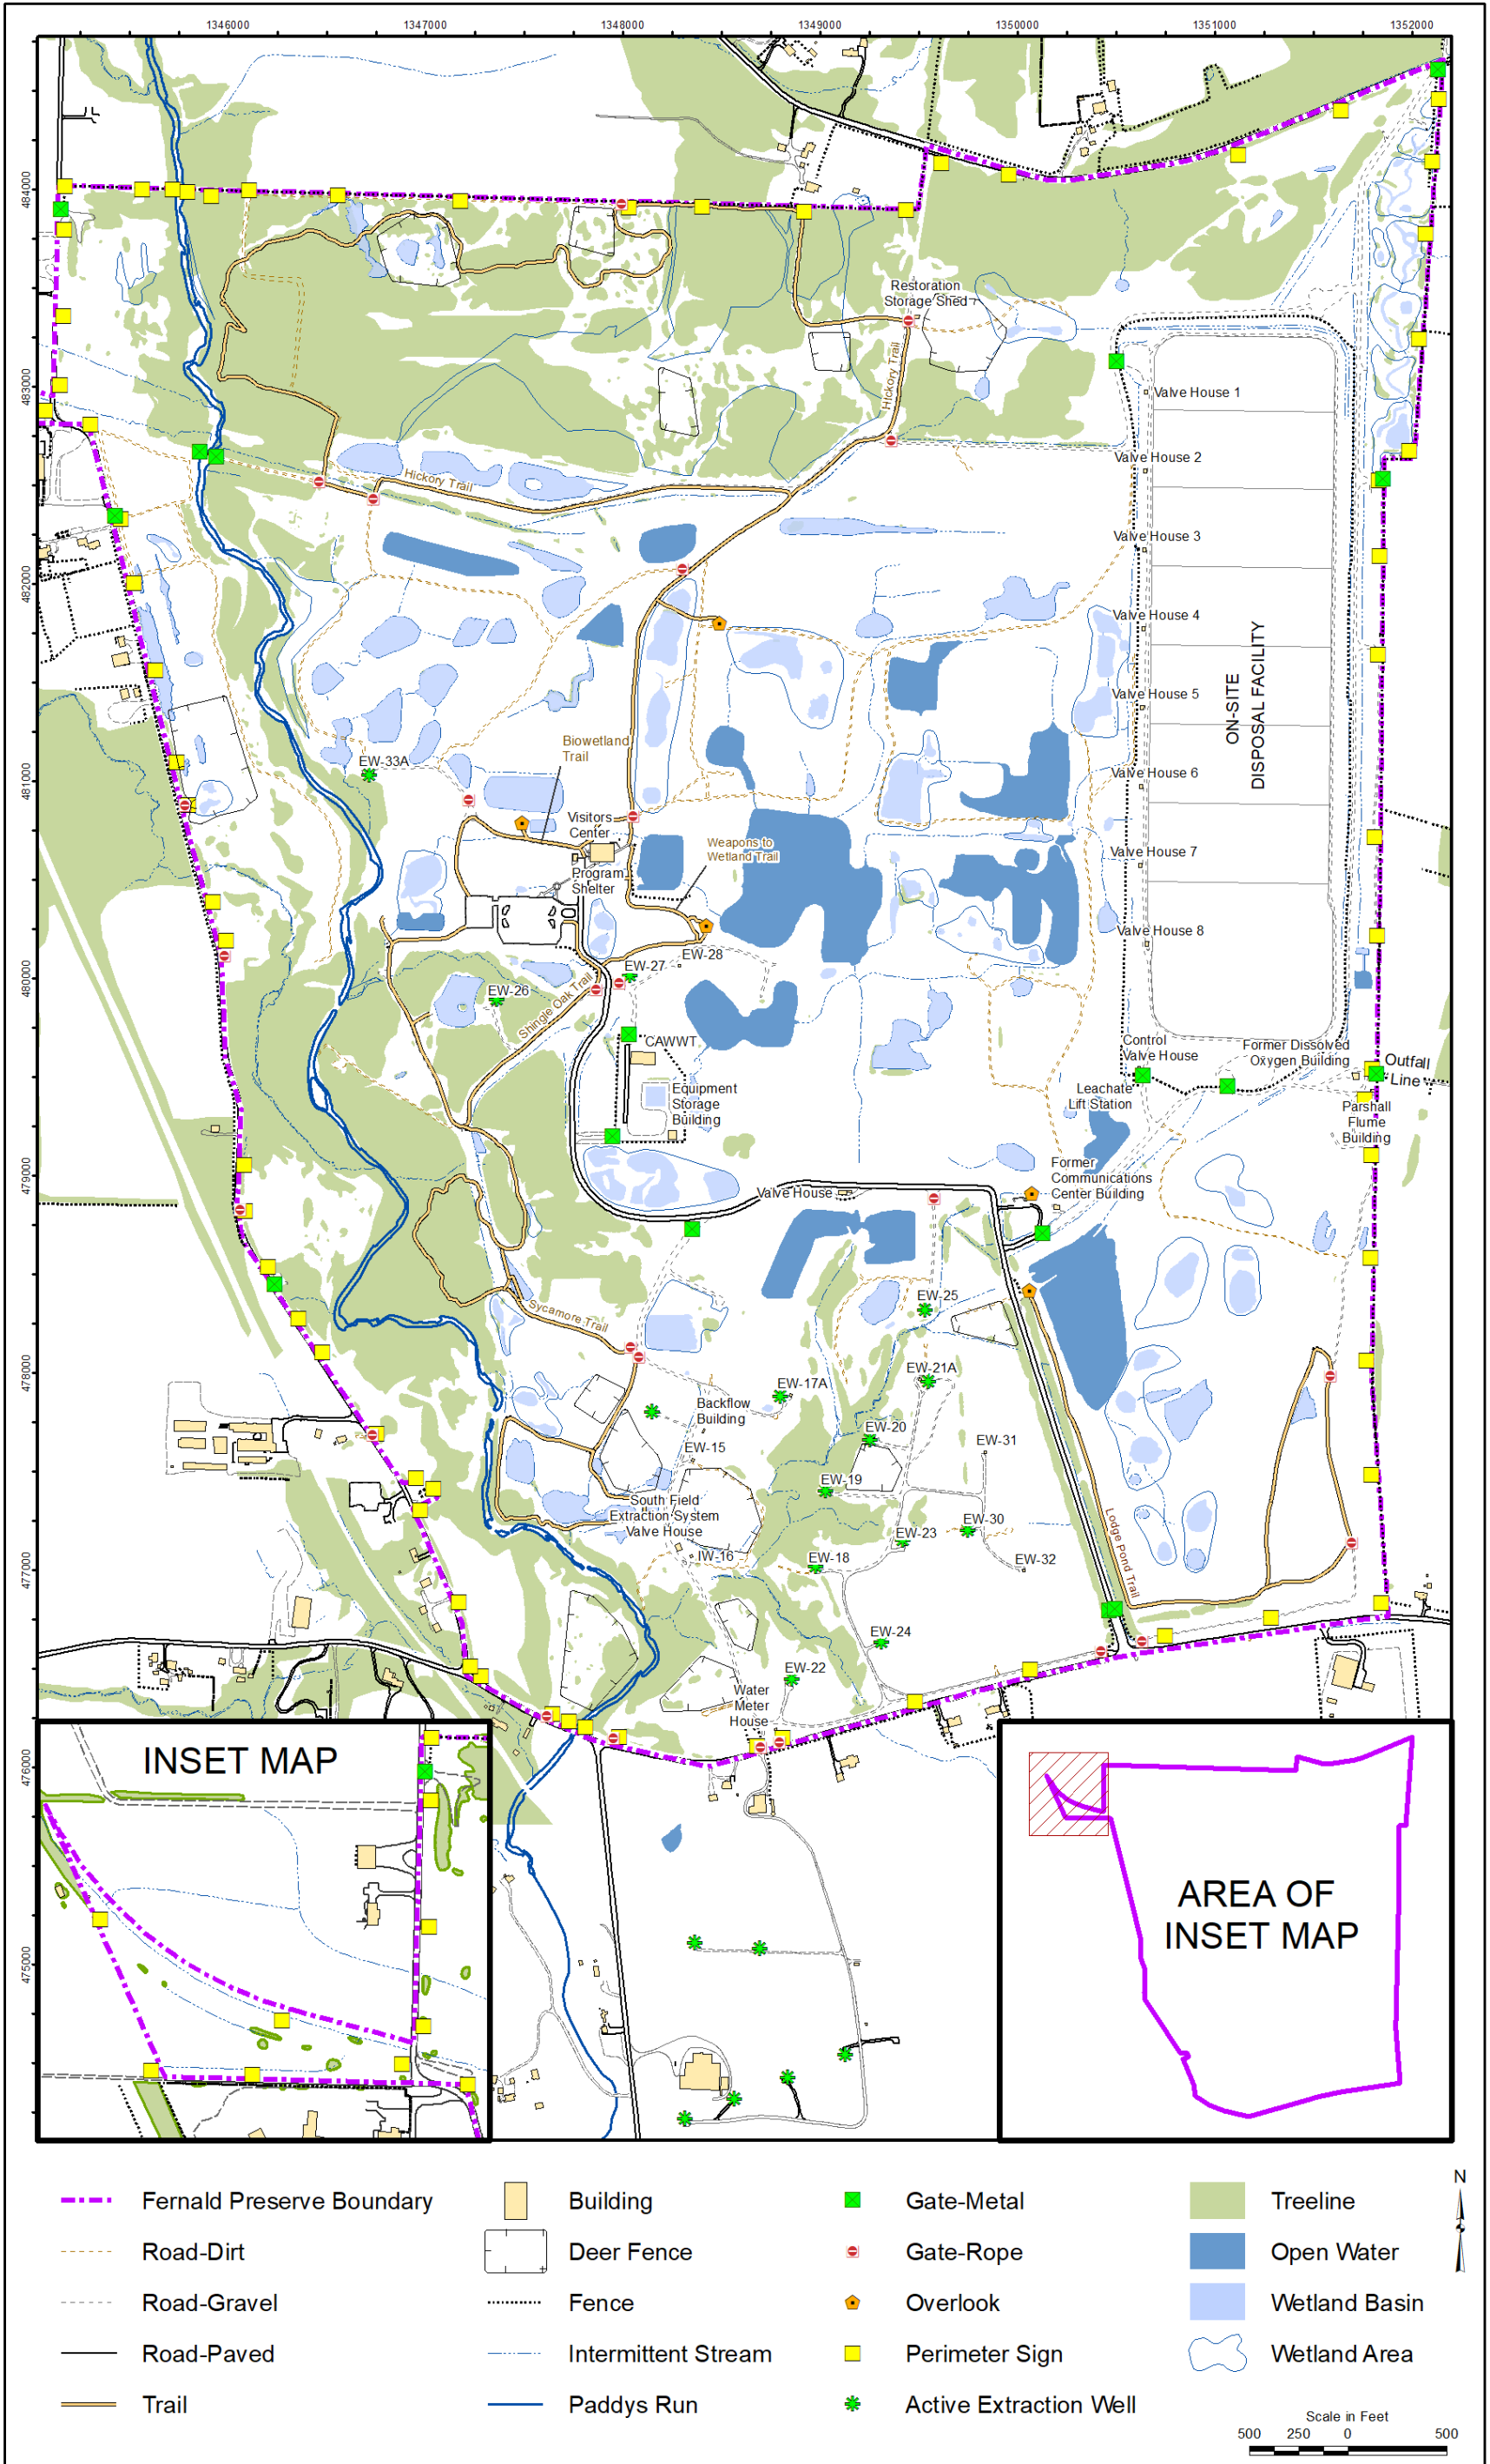 1346000
1347000
1348000
1349000
1350000
1351000
1352000
484000
483000
482000
481000
480000
479000
478000
477000
476000
475000
Restoration
Storage Shed
Hickory Trail
Valve House 1
Valve House 2
Hickory Trail
Valve House 3
Valve House 4
ON-SITE
DISPOSAL FACILITY
Valve House 5
Biowetland
Trail
EW-33A
Valve House 6
Visitors
Center
Weapons to
Wetland Trail
Valve House 7
Program
Shelter
Valve House 8
EW-28
EW-27
EW-26
Shingle Oak Trail
CAWWT
Control
Valve House
Former Dissolved
Oxygen Building
Outfall
Line
Equipment
Storage
Building
Leachate
Lift Station
Parshall
Flume
Building
Former
Communications
Center Building
Valve House
EW-25
Sycamore Trail
EW-21A
EW-17A
Backflow
Building
EW-20
EW-15
EW-31
EW-19
South Field
Extraction System
Valve House
Lodge Pond Trail
EW-30
EW-23
IW-16
EW-18
EW-32
EW-24
EW-22
Water
Meter
House
INSET MAP
AREA OF
INSET MAP
Fernald Preserve Boundary
Road-Dirt
Road-Gravel
Road-Paved
Trail
Building
Deer Fence
Fence
Intermittent Stream
Paddys Run
Gate-Metal
Gate-Rope
Overlook
Perimeter Sign
Active Extraction Well
Treeline
Open Water
Wetland Basin
Wetland Area
N
Scale in Feet
500 250 0 500